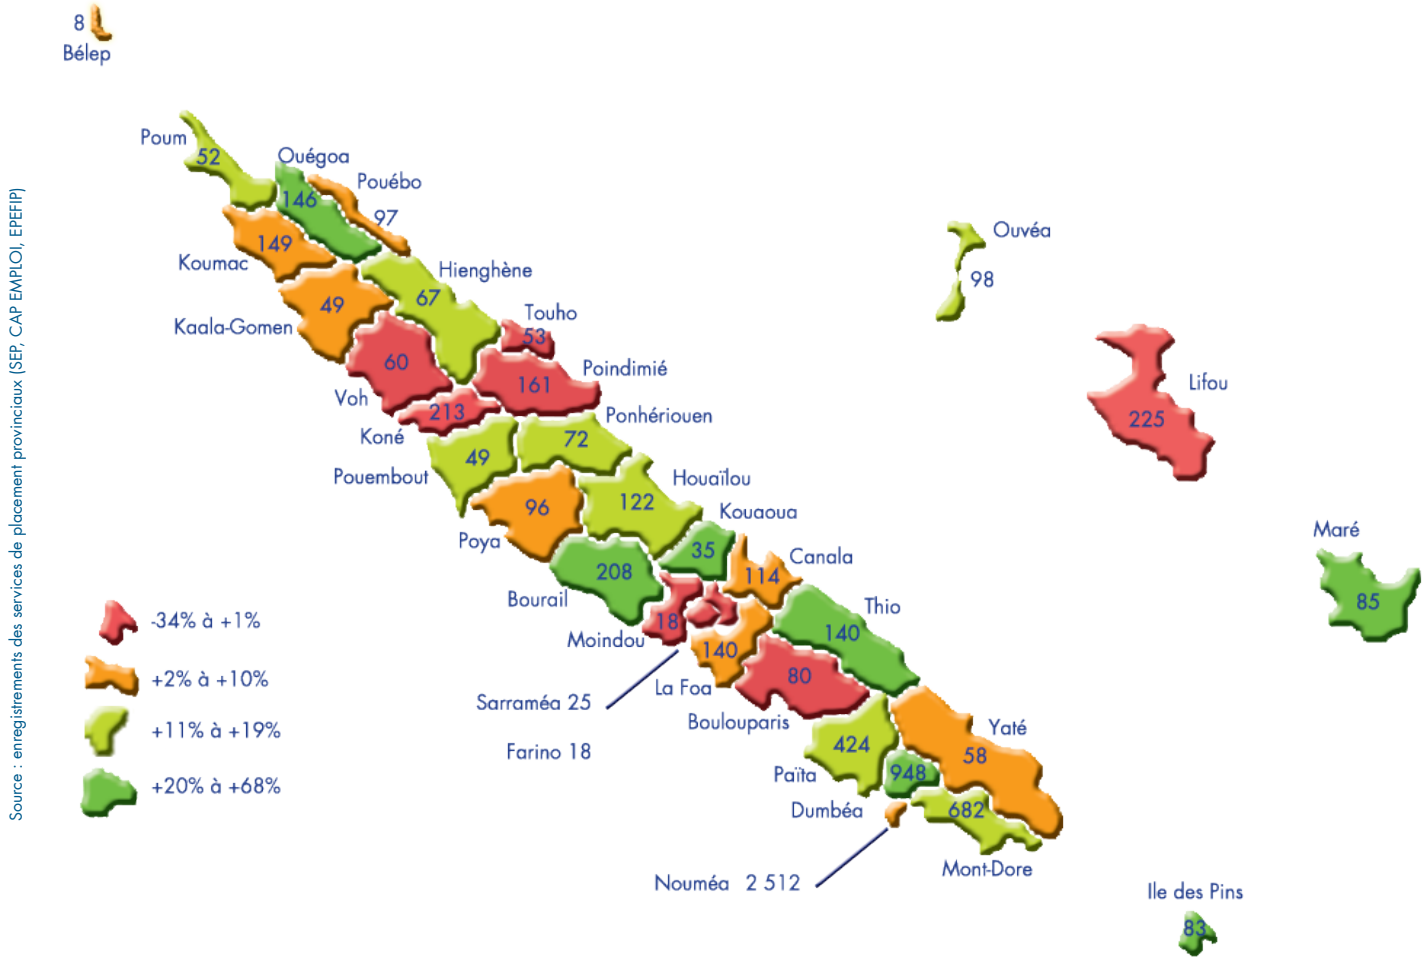 8
Bélep
Poum
52
Ouégoa
146
Pouébo
97
149
Koumac
Hienghène
67
49
Kaala-Gomen
Touho
53
60
Voh
Poindimié
161
213
Koné
Ponhériouen
72
49
Pouembout
Houaïlou
122
96
Poya
Kouaoua
35
208
Bourail
Canala
114
Moindou
18
Thio
140
140
La Foa
Sarraméa 25
Farino 18
80
Boulouparis
424
Païta
Yaté
58
948
Dumbéa
682
Mont-Dore
Nouméa 2 512
Ouvéa
98
Lifou
225
Maré
85
Ile des Pins
83
-34% à +1%
+2% à +10%
+11% à +19%
+20% à +68%
Source : enregistrements des services de placement provinciaux (SEP, CAP EMPLOI, EPEFIP)